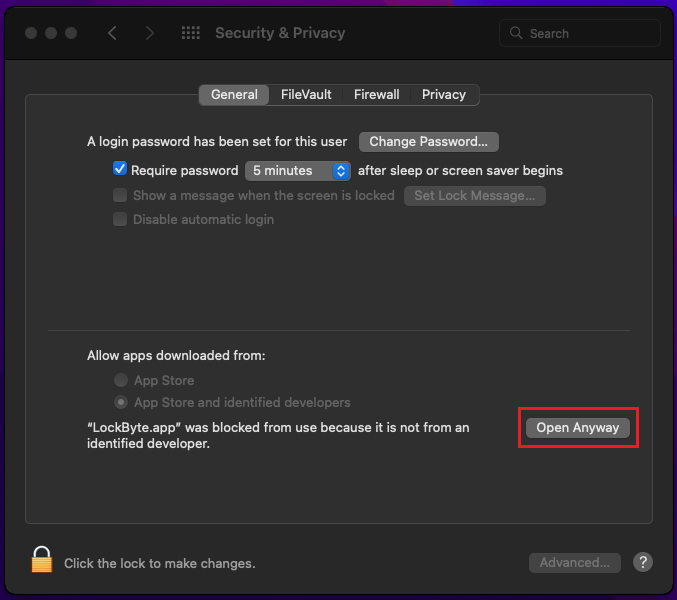 Security & Privacy
Search
General FileVault Firewall Privacy
A login password has been set for this user Change Password...
Require password 5 minutes after sleep or screen saver begins
Show a message when the screen is locked Set Lock Message...
Disable automatic login
Allow apps downloaded from:
App Store
App Store and identified developers
“LockByte.app” was blocked from use because it is not from an
identified developer.
Open Anyway
Click the lock to make changes.
Advanced...
?